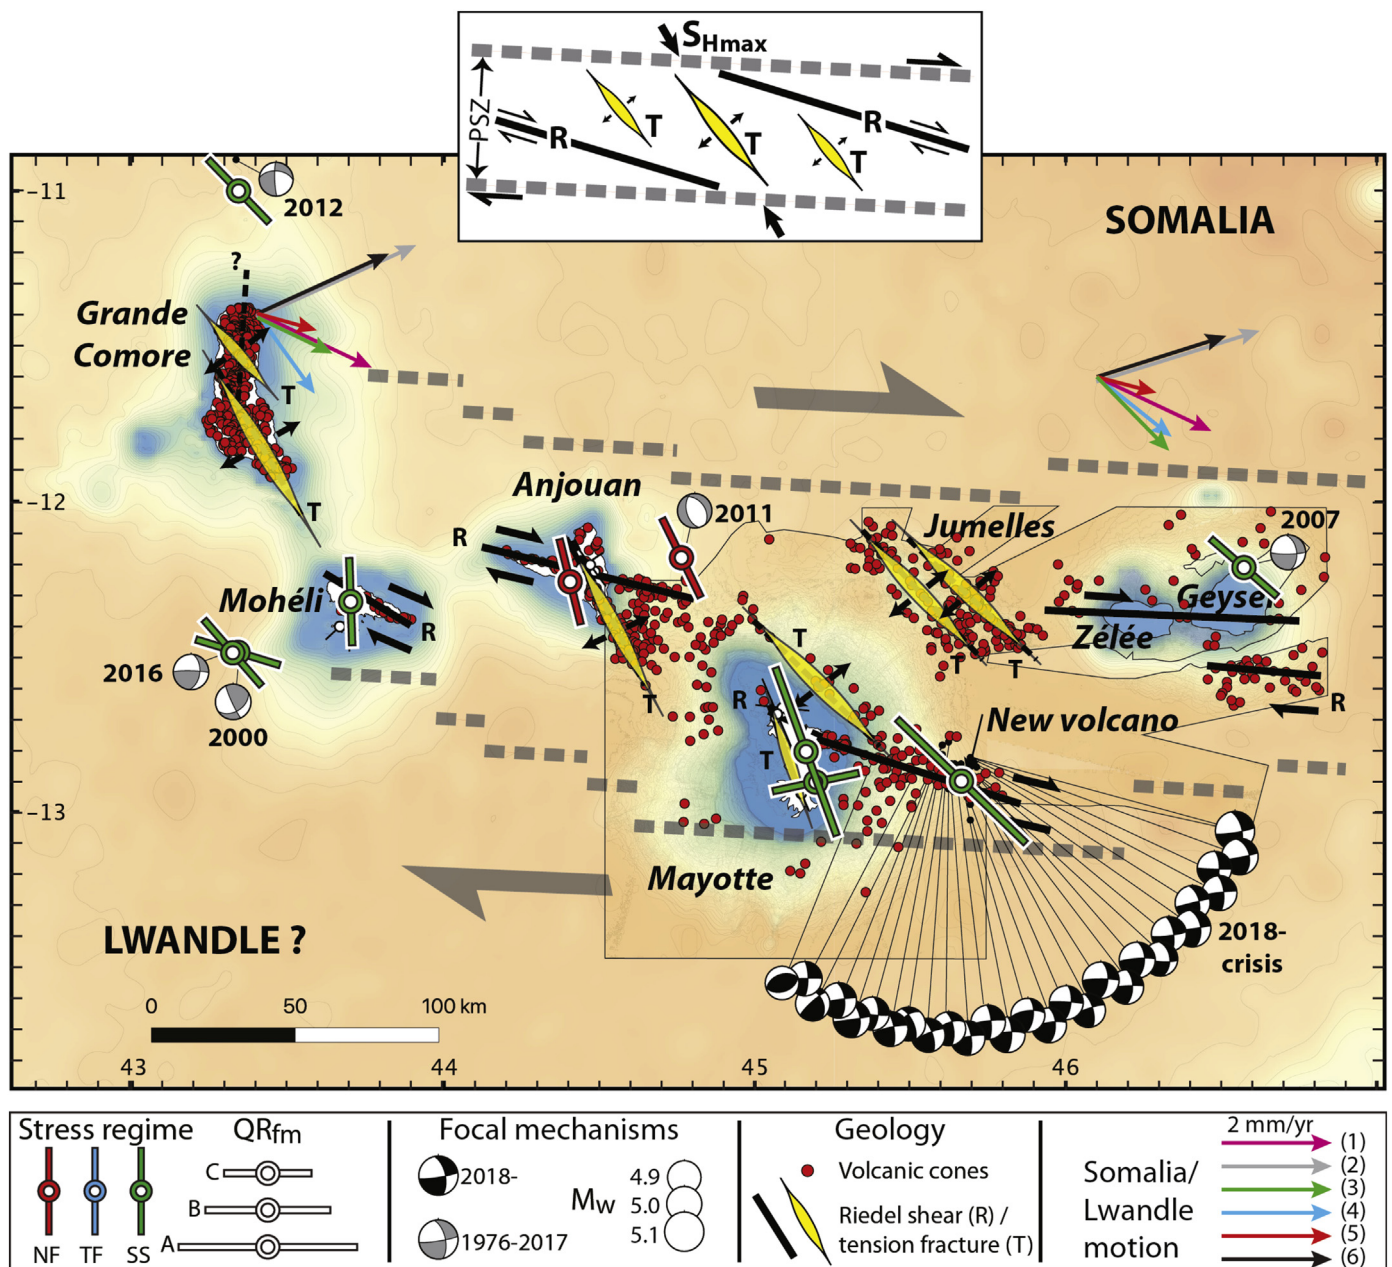 SHmax
PSZ
R
T
T
R
T
-11
2012
SOMALIA
?
Grande
Comore
T
T
-12
Anjouan
2011
R
Jumelles
2007
Mohéli
R
Geyser
Zélée
T
T
T
T
R
R
2016
2000
New volcano
T
-13
Mayotte
LWANDLE ?
2018-
crisis
0 50 100 km
43 44 45 46
Stress regime
NF TF SS
QRfm
C
B
A
Focal mechanisms
2018-
1976-2017
Mw
4.9
5.0
5.1
Geology
Volcanic cones
Riedel shear (R) /
tension fracture (T)
Somalia/
Lwandle
motion
2 mm/yr
(1)
(2)
(3)
(4)
(5)
(6)